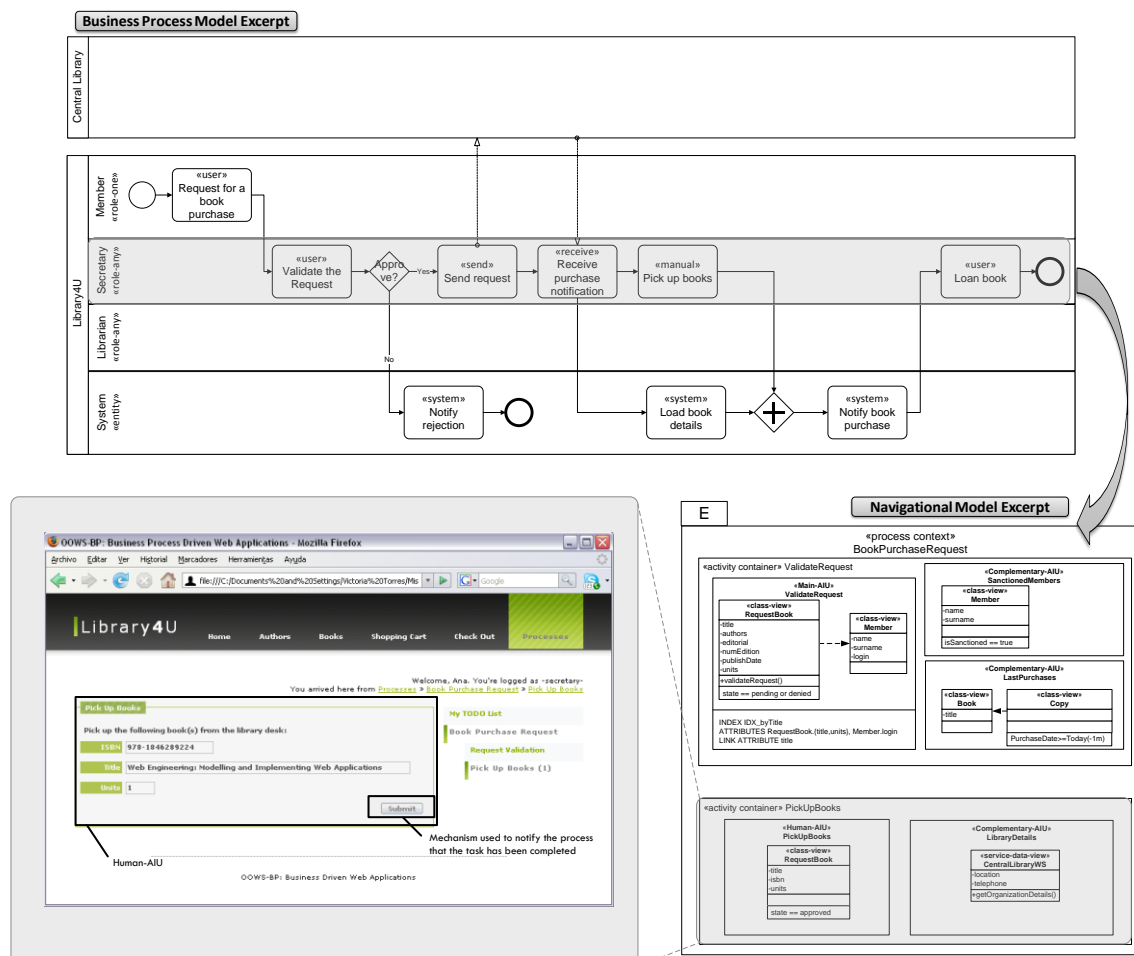 Business Process Model Excerpt
Central Library
Library4U
Member
«role-one»
«user»
Request for a
book
purchase
Secretary
«role-any»
«user»
Validate the
Request
Appro
ve?
Yes
«send»
Send request
«receive»
Receive
purchase
notification
«manual»
Pick up books
«user»
Loan book
Librarian
«role-any»
No
System
«entity»
«system»
Notify
rejection
«system»
Load book
details
«system»
Notify book
purchase
OOWS-BP: Business Process Driven Web Applications - Mozilla Firefox
Archivo Editar Ver Historial Marcadores Herramientas Ayuda
file:///C:/Documents%20and%20Settings/Victoria%20Torres/Mis
Google
Library4U
Home Authors Books Shopping Cart Check Out Processes
Welcome, Ana. You're logged as -secretary-
You arrived here from Processes » Book Purchase Request » Pick Up Books
Pick Up Books
Pick up the following book(s) from the library desk:
ISBN 978-1846289224
Title Web Engineering: Modelling and Implementing Web Applications
Units 1
Submit
My TODO List
Book Purchase Request
Request Validation
Pick Up Books (1)
Human-AIU
Mechanism used to notify the process
that the task has been completed
OOWS-BP: Business Driven Web Applications
E
Navigational Model Excerpt
«process context»
BookPurchaseRequest
«activity container» ValidateRequest
«Main-AIU»
ValidateRequest
«class-view»
RequestBook
-title
-authors
-editorial
-numEdition
-publishDate
-units
+validateRequest()
state == pending or denied
«class-view»
Member
-name
-surname
-login
INDEX IDX_byTitle
ATTRIBUTES RequestBook.(title,units), Member.login
LINK ATTRIBUTE title
«Complementary-AIU»
SanctionedMembers
«class-view»
Member
-name
-surname
isSanctioned == true
«Complementary-AIU»
LastPurchases
«class-view»
Book
-title
«class-view»
Copy
PurchaseDate>=Today(-1m)
«activity container» PickUpBooks
«Human-AIU»
PickUpBooks
«class-view»
RequestBook
-title
-isbn
-units
state == approved
«Complementary-AIU»
LibraryDetails
«service-data-view»
CentralLibraryWS
-location
-telephone
+getOrganizationDetails()